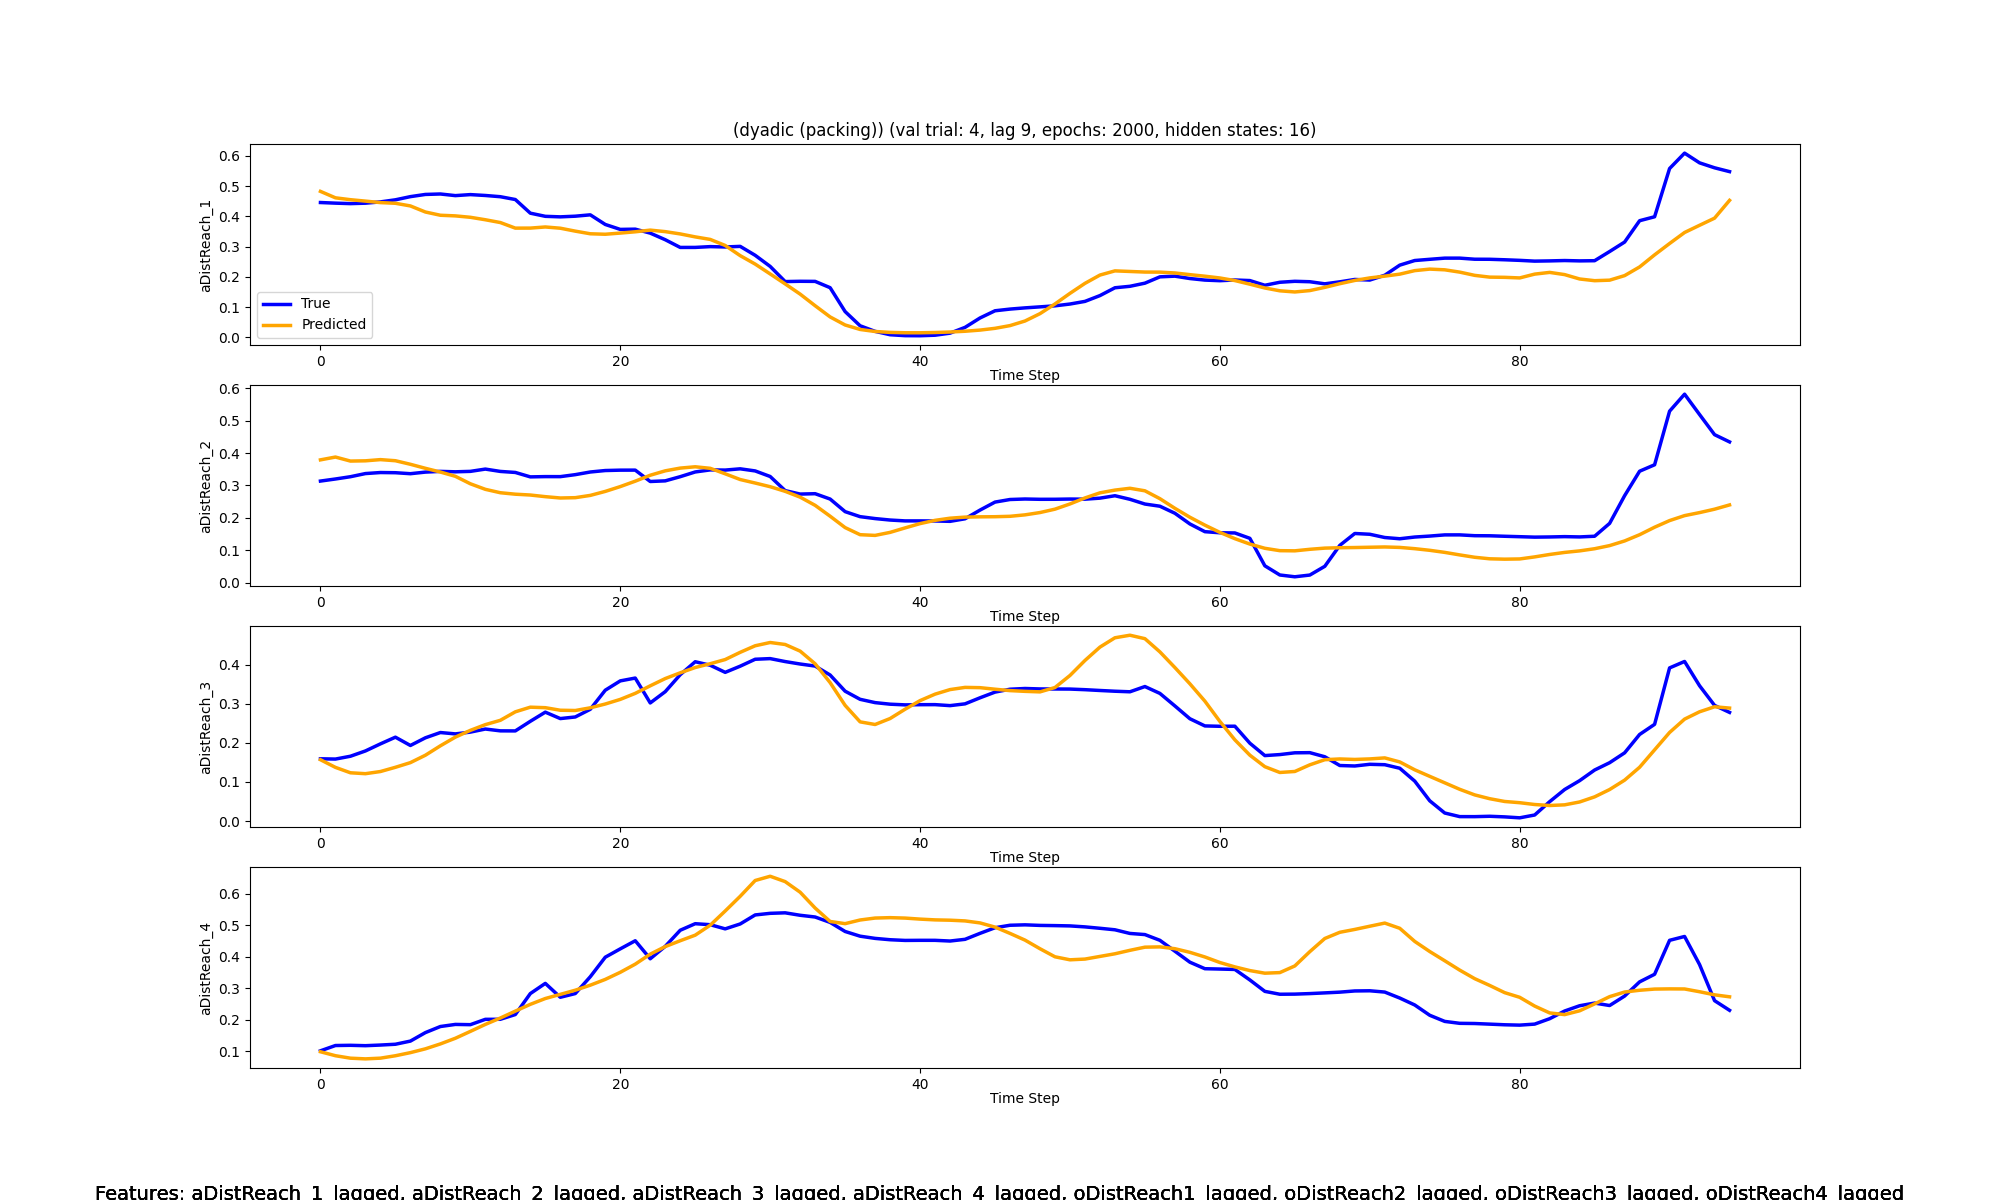 (dyadic (packing)) (val trial: 4, lag 9, epochs: 2000, hidden states: 16)
0.6
0.5
0.4
0.3
0.2
0.1
0.0
aDistReach_1
True
Predicted
0 20 40 60 80
Time Step
0.6
0.5
0.4
0.3
0.2
0.1
0.0
aDistReach_2
0 20 40 60 80
Time Step
0.4
0.3
0.2
0.1
0.0
aDistReach_3
0 20 40 60 80
Time Step
0.6
0.5
0.4
0.3
0.2
0.1
aDistReach_4
0 20 40 60 80
Time Step
Features: aDistReach_1_lagged, aDistReach_2_lagged, aDistReach_3_lagged, aDistReach_4_lagged, oDistReach1_lagged, oDistReach2_lagged, oDistReach3_lagged, oDistReach4_lagged